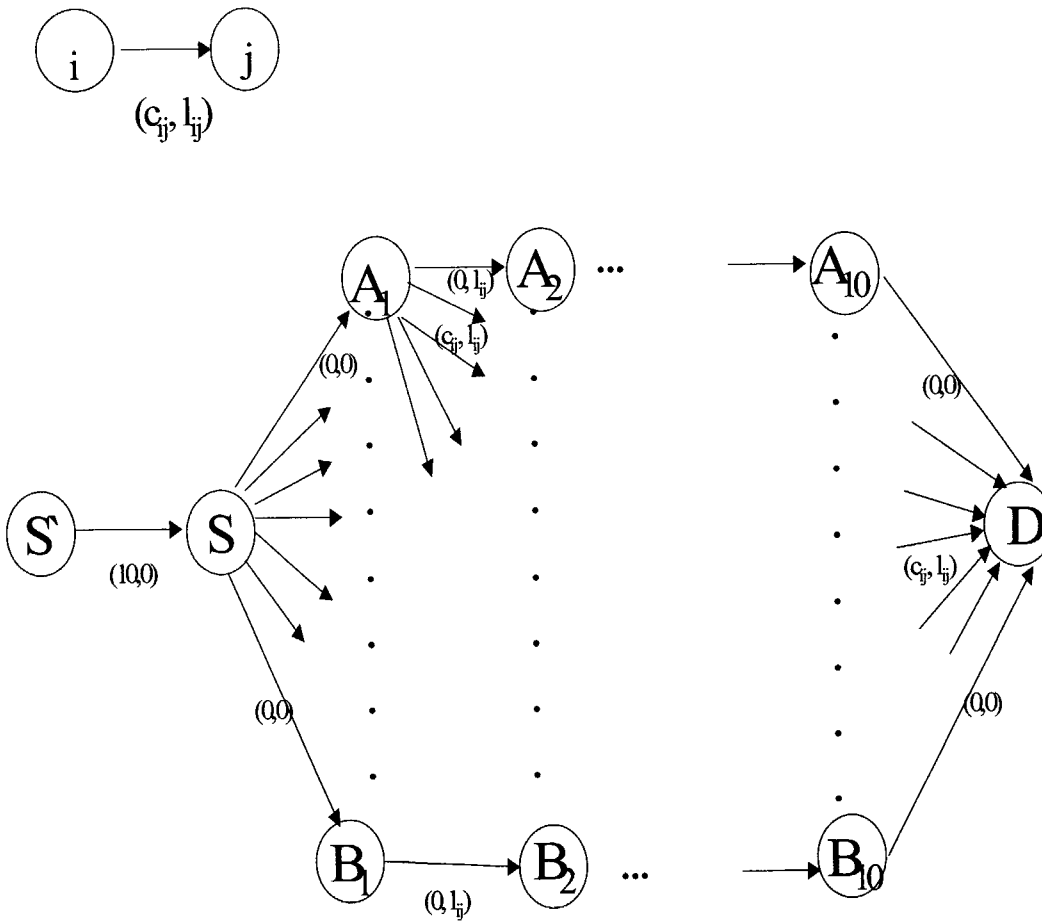 i j
(c_ij, l_ij)
A_1 (0, l_ij) A_2 ... A_10
(c_ij, l_ij)
(0,0) (0,0)
S` (10,0) S D
(c_ij, l_ij)
(0,0) (0,0)
B_1 (0, l_ij) B_2 ... B_10